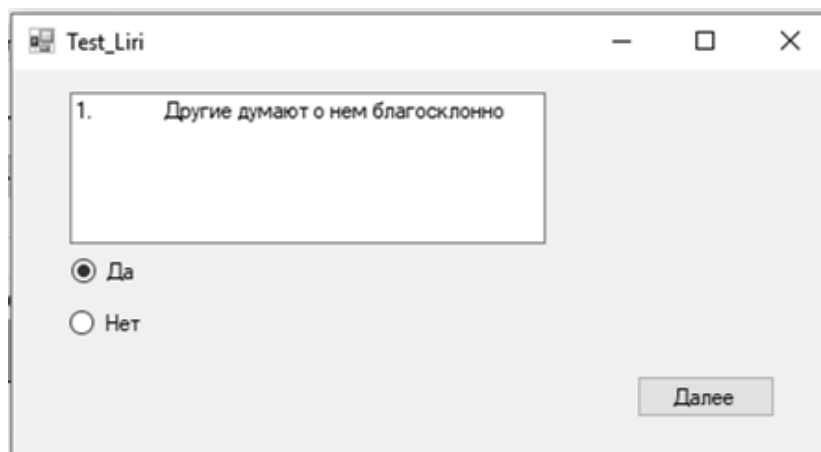 Test_Liri
1. Другие думают о нем благосклонно
Да
Нет
Далее